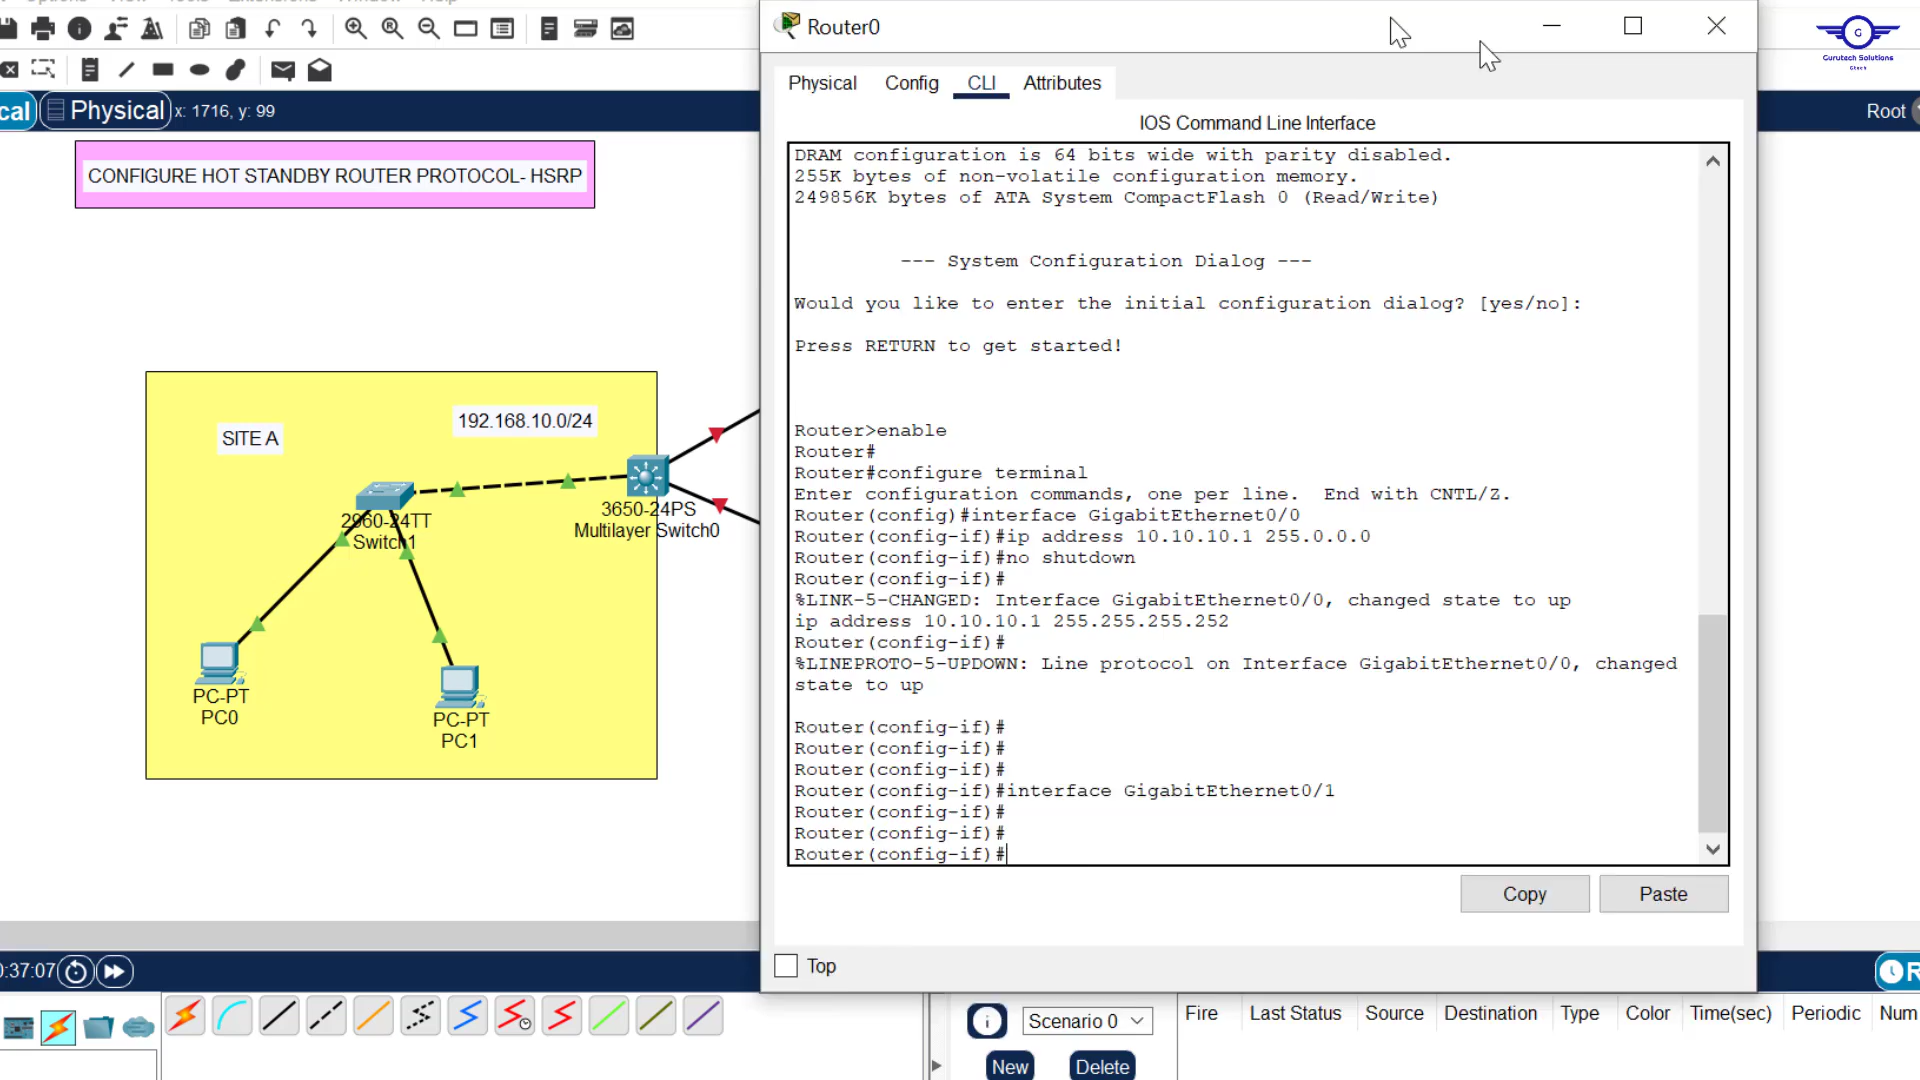 Router0
Gurutech Solutions
Gtech
Physical
Config
CLI
Attributes
cal
Physical
x: 1716, y: 99
Root
IOS Command Line Interface
CONFIGURE HOT STANDBY ROUTER PROTOCOL- HSRP
DRAM configuration is 64 bits wide with parity disabled.
255K bytes of non-volatile configuration memory.
249856K bytes of ATA System CompactFlash 0 (Read/Write)
--- System Configuration Dialog ---
Would you like to enter the initial configuration dialog? [yes/no]:
Press RETURN to get started!
Router>enable
Router#
Router#configure terminal
Enter configuration commands, one per line.  End with CNTL/Z.
Router(config)#interface GigabitEthernet0/0
Router(config-if)#ip address 10.10.10.1 255.0.0.0
Router(config-if)#no shutdown
Router(config-if)#
%LINK-5-CHANGED: Interface GigabitEthernet0/0, changed state to up
ip address 10.10.10.1 255.255.255.252
Router(config-if)#
%LINEPROTO-5-UPDOWN: Line protocol on Interface GigabitEthernet0/0, changed
state to up
Router(config-if)#
Router(config-if)#
Router(config-if)#
Router(config-if)#interface GigabitEthernet0/1
Router(config-if)#
Router(config-if)#
Router(config-if)#
SITE A
192.168.10.0/24
2960-24TT
Switch1
3650-24PS
Multilayer Switch0
PC-PT
PC0
PC-PT
PC1
Copy
Paste
Top
:37:07
R
Scenario 0
New
Delete
Fire
Last Status
Source
Destination
Type
Color
Time(sec)
Periodic
Num